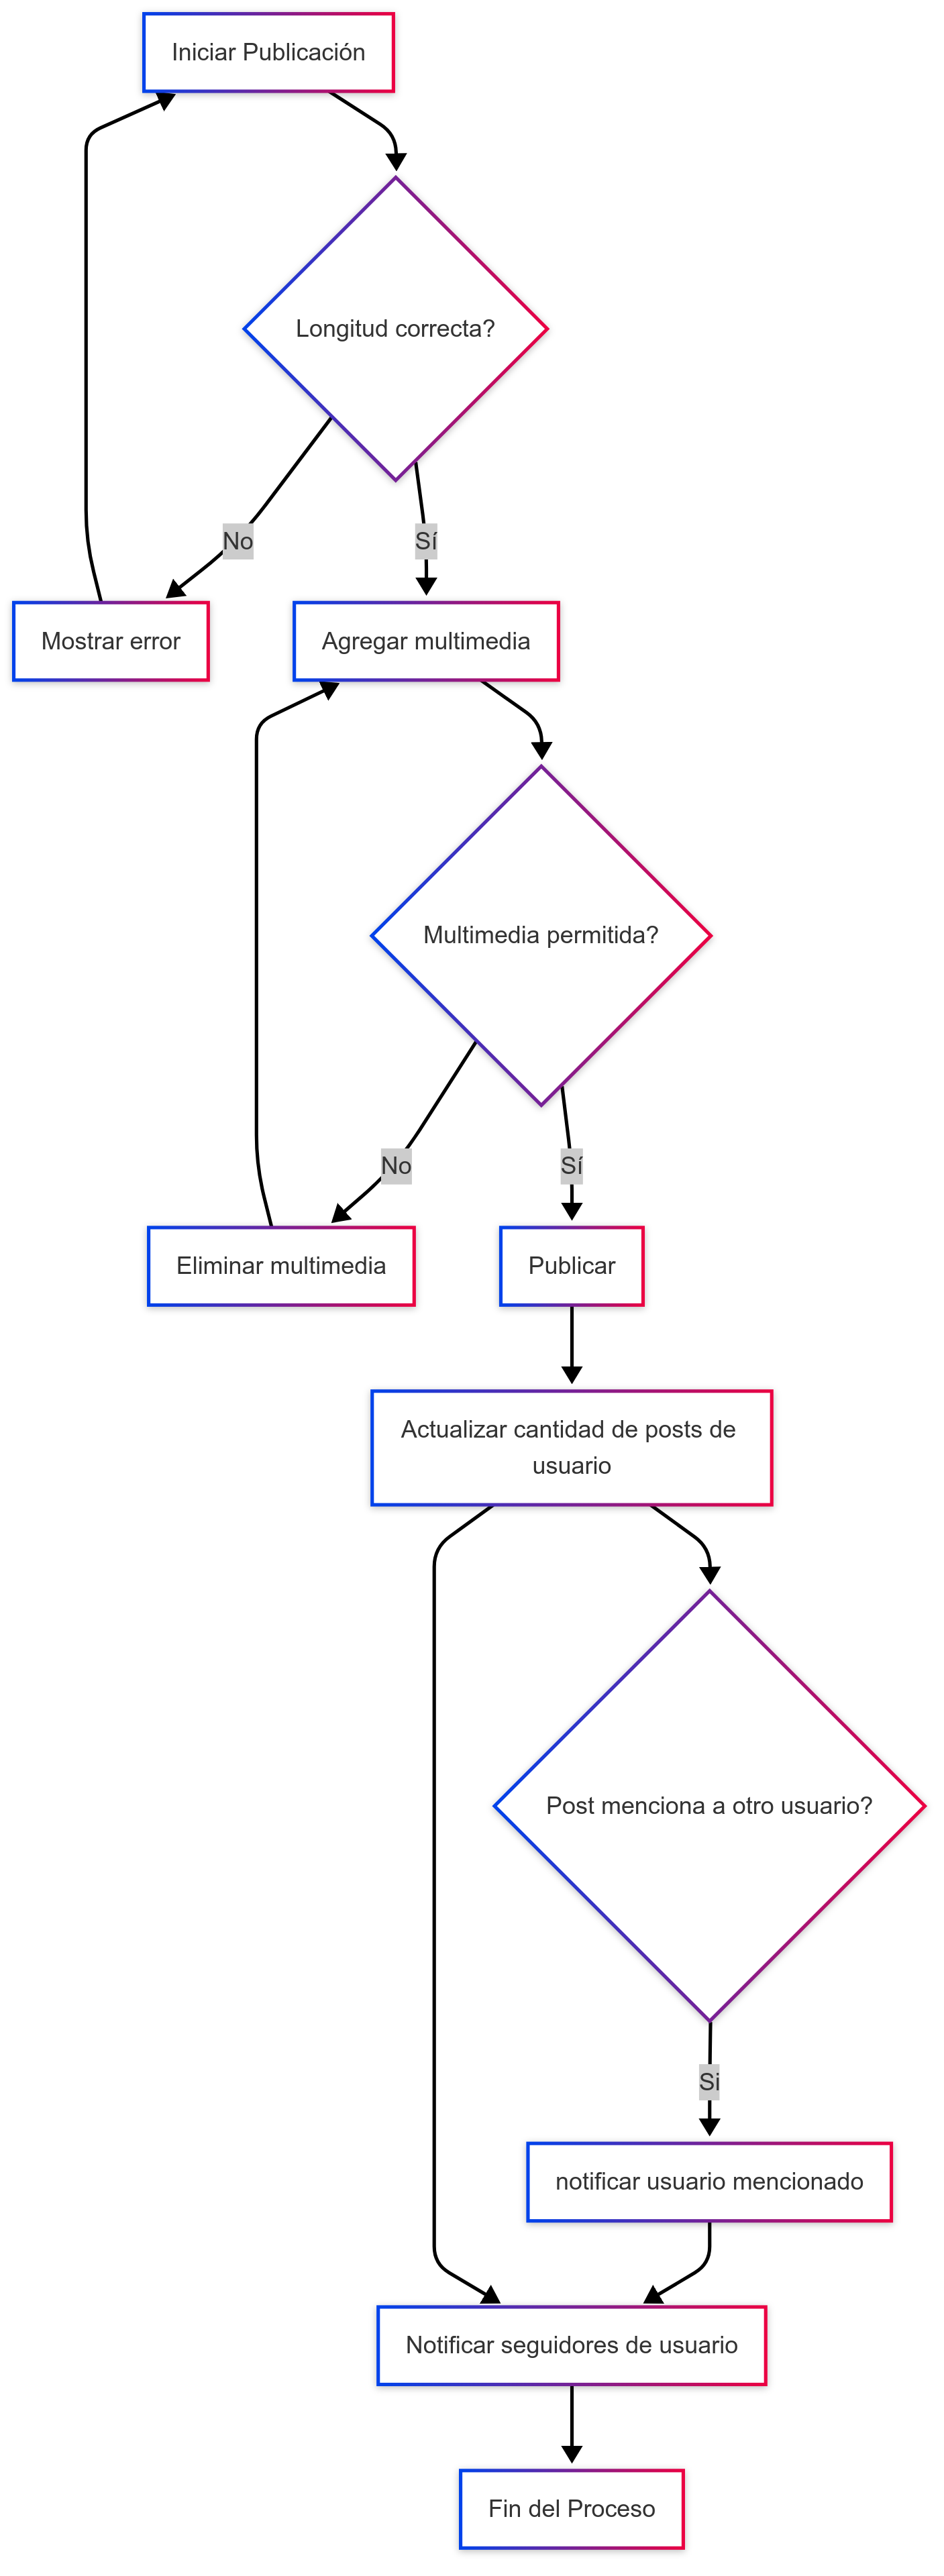 Iniciar Publicación
Longitud correcta?
No
Sí
Mostrar error
Agregar multimedia
Multimedia permitida?
No
Sí
Eliminar multimedia
Publicar
Actualizar cantidad de posts de
usuario
Post menciona a otro usuario?
Si
notificar usuario mencionado
Notificar seguidores de usuario
Fin del Proceso